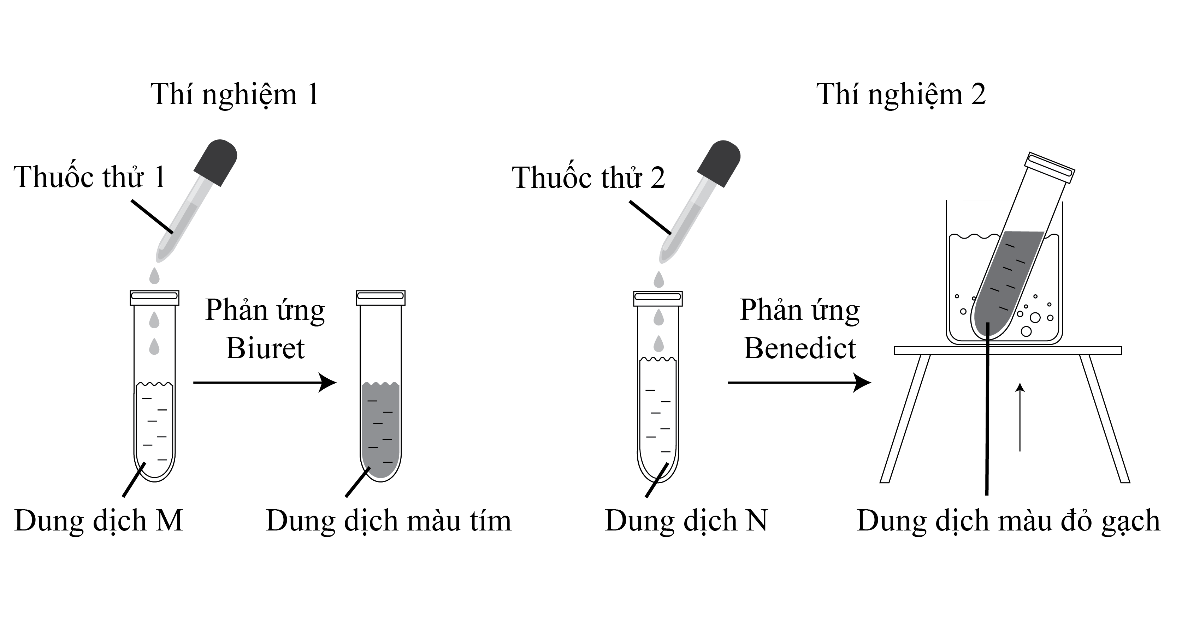 Thí nghiệm 1
Thuốc thử 1
Phản ứng
Biuret
Dung dịch M
Dung dịch màu tím
Thí nghiệm 2
Thuốc thử 2
Phản ứng
Benedict
Dung dịch N
Dung dịch màu đỏ gạch